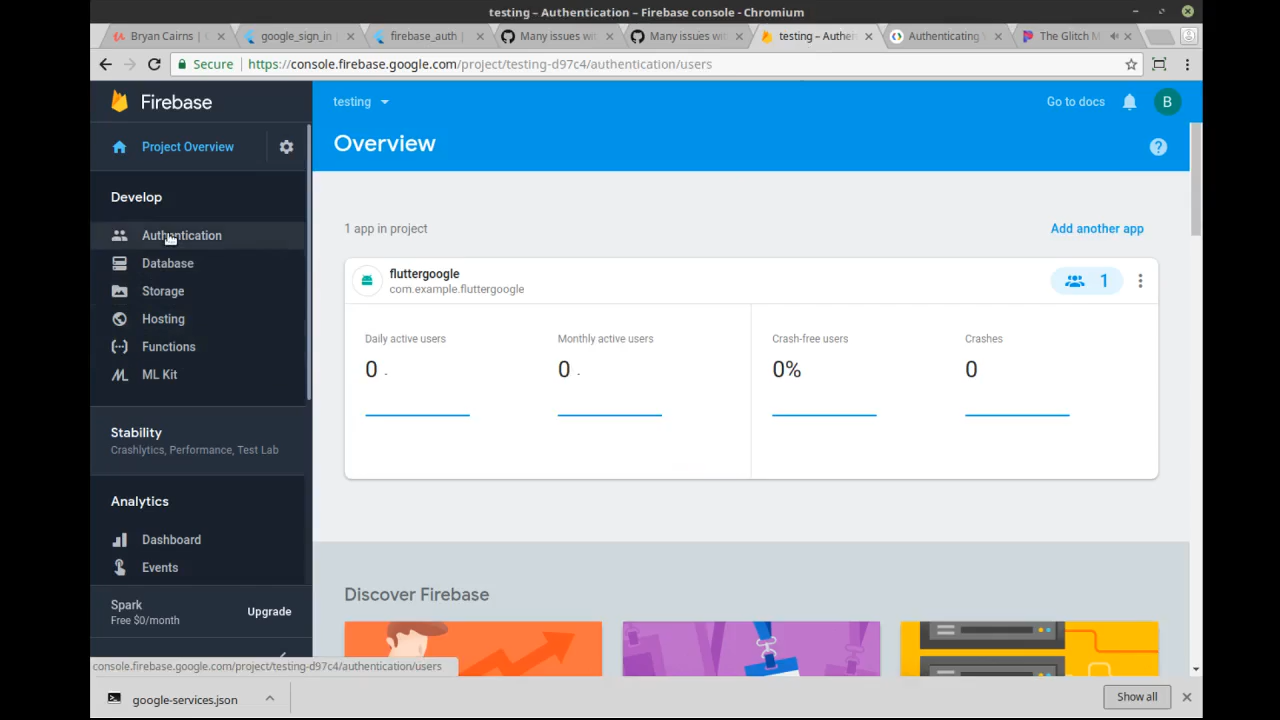 testing – Authentication – Firebase console - Chromium
Bryan Cairns |
google_sign_in
firebase_auth |
Many issues wit
Many issues wit
testing – Authen
Authenticating
The Glitch M
Secure
https://console.firebase.google.com/project/testing-d97c4/authentication/users
Firebase
testing
Go to docs
B
Project Overview
Overview
Develop
Authentication
Database
Storage
Hosting
Functions
ML Kit
1 app in project
Add another app
fluttergoogle
com.example.fluttergoogle
1
Daily active users
Monthly active users
Crash-free users
Crashes
0 -
0 -
0%
0
Stability
Crashlytics, Performance, Test Lab
Analytics
Dashboard
Events
Spark
Free $0/month
Upgrade
Discover Firebase
console.firebase.google.com/project/testing-d97c4/authentication/users
google-services.json
Show all